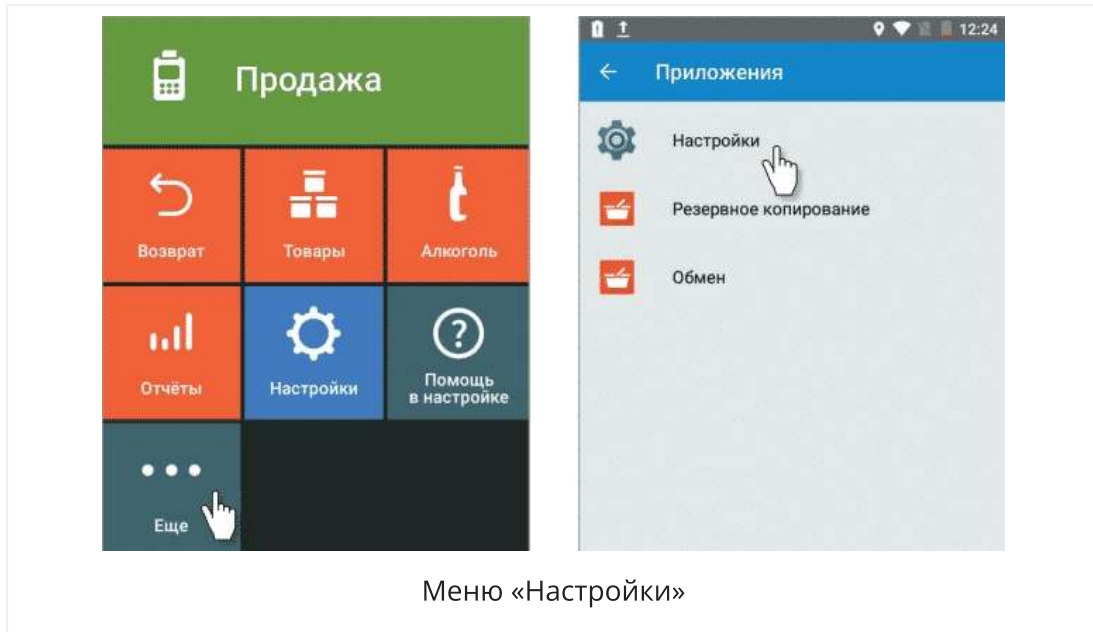 Продажа
Возврат
Товары
Алкоголь
Отчёты
Настройки
Помощь
в настройке
Еще
12:24
Приложения
Настройки
Резервное копирование
Обмен
Меню «Настройки»